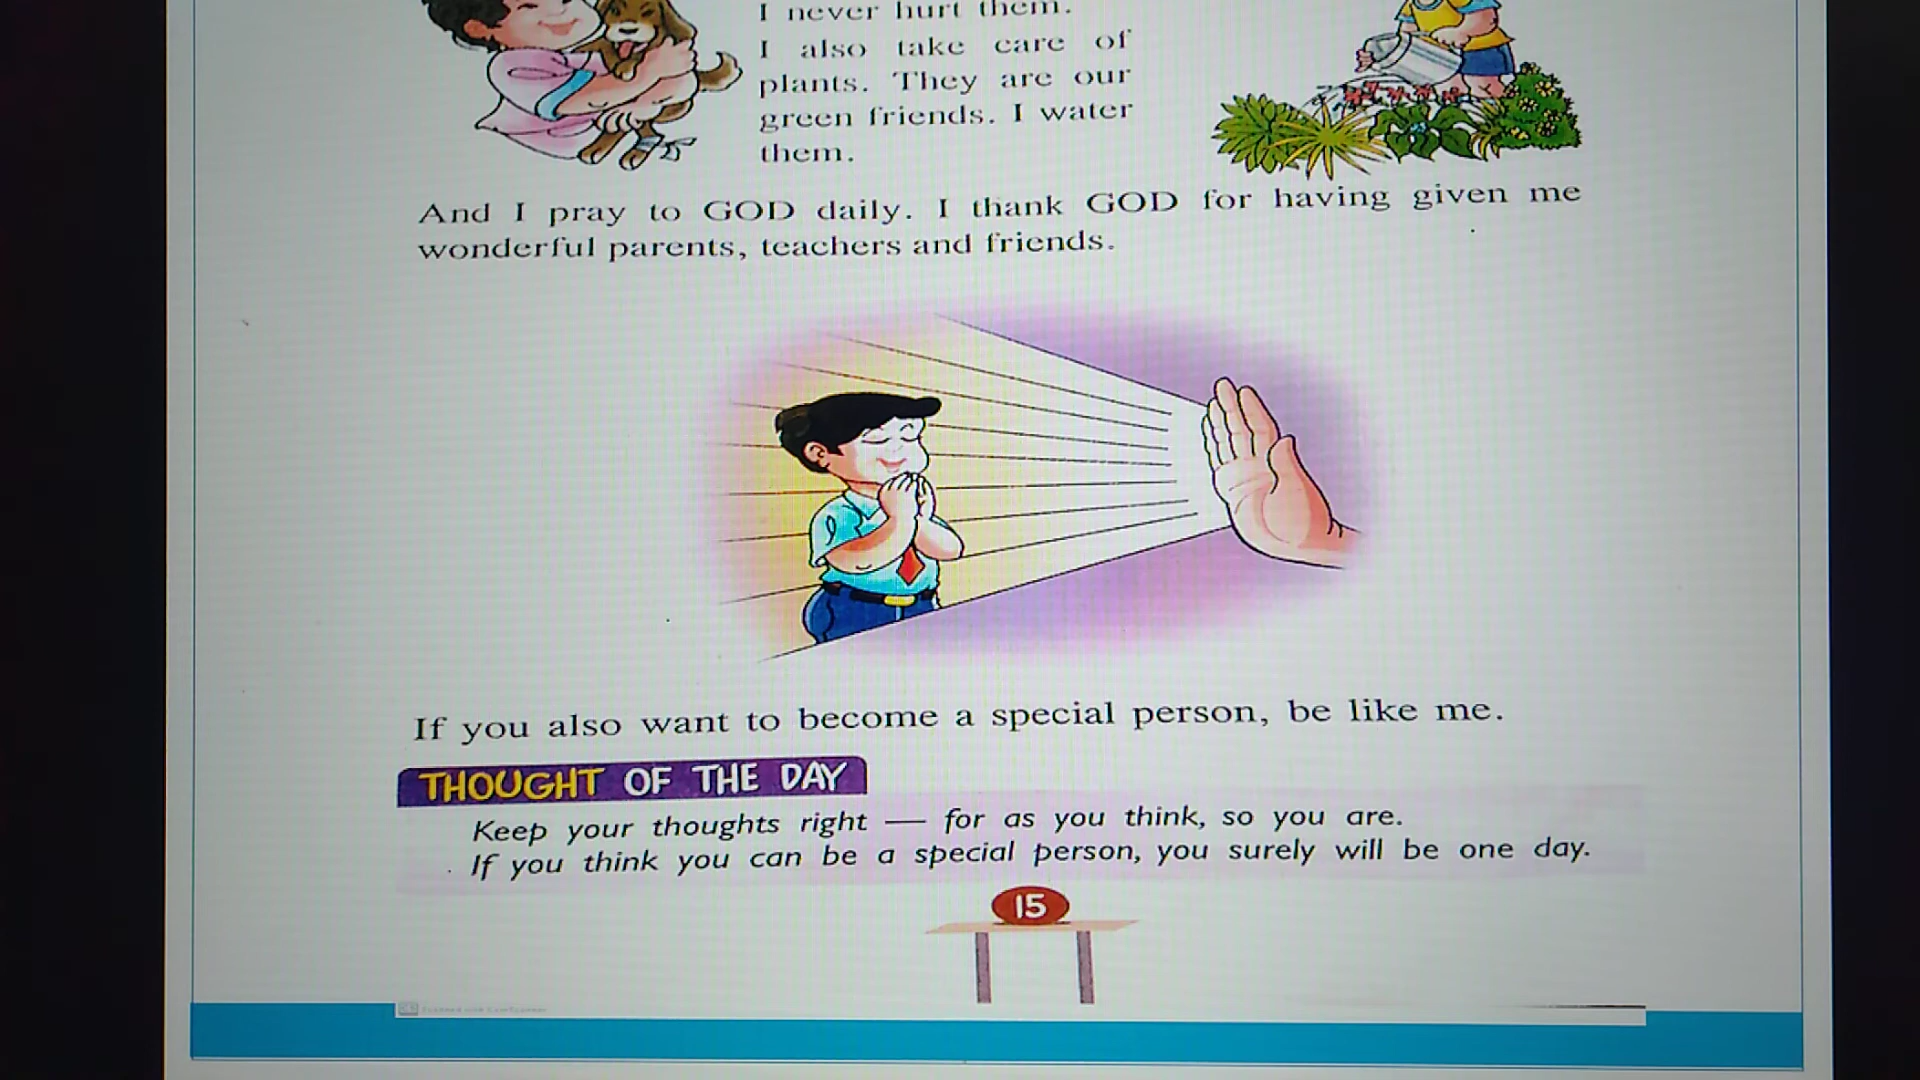 I never hurt them.
I also take care of
plants. They are our
green friends. I water
them.
And I pray to GOD daily. I thank GOD for having given me
wonderful parents, teachers and friends.
If you also want to become a special person, be like me.
THOUGHT OF THE DAY
Keep your thoughts right — for as you think, so you are.
If you think you can be a special person, you surely will be one day.
15